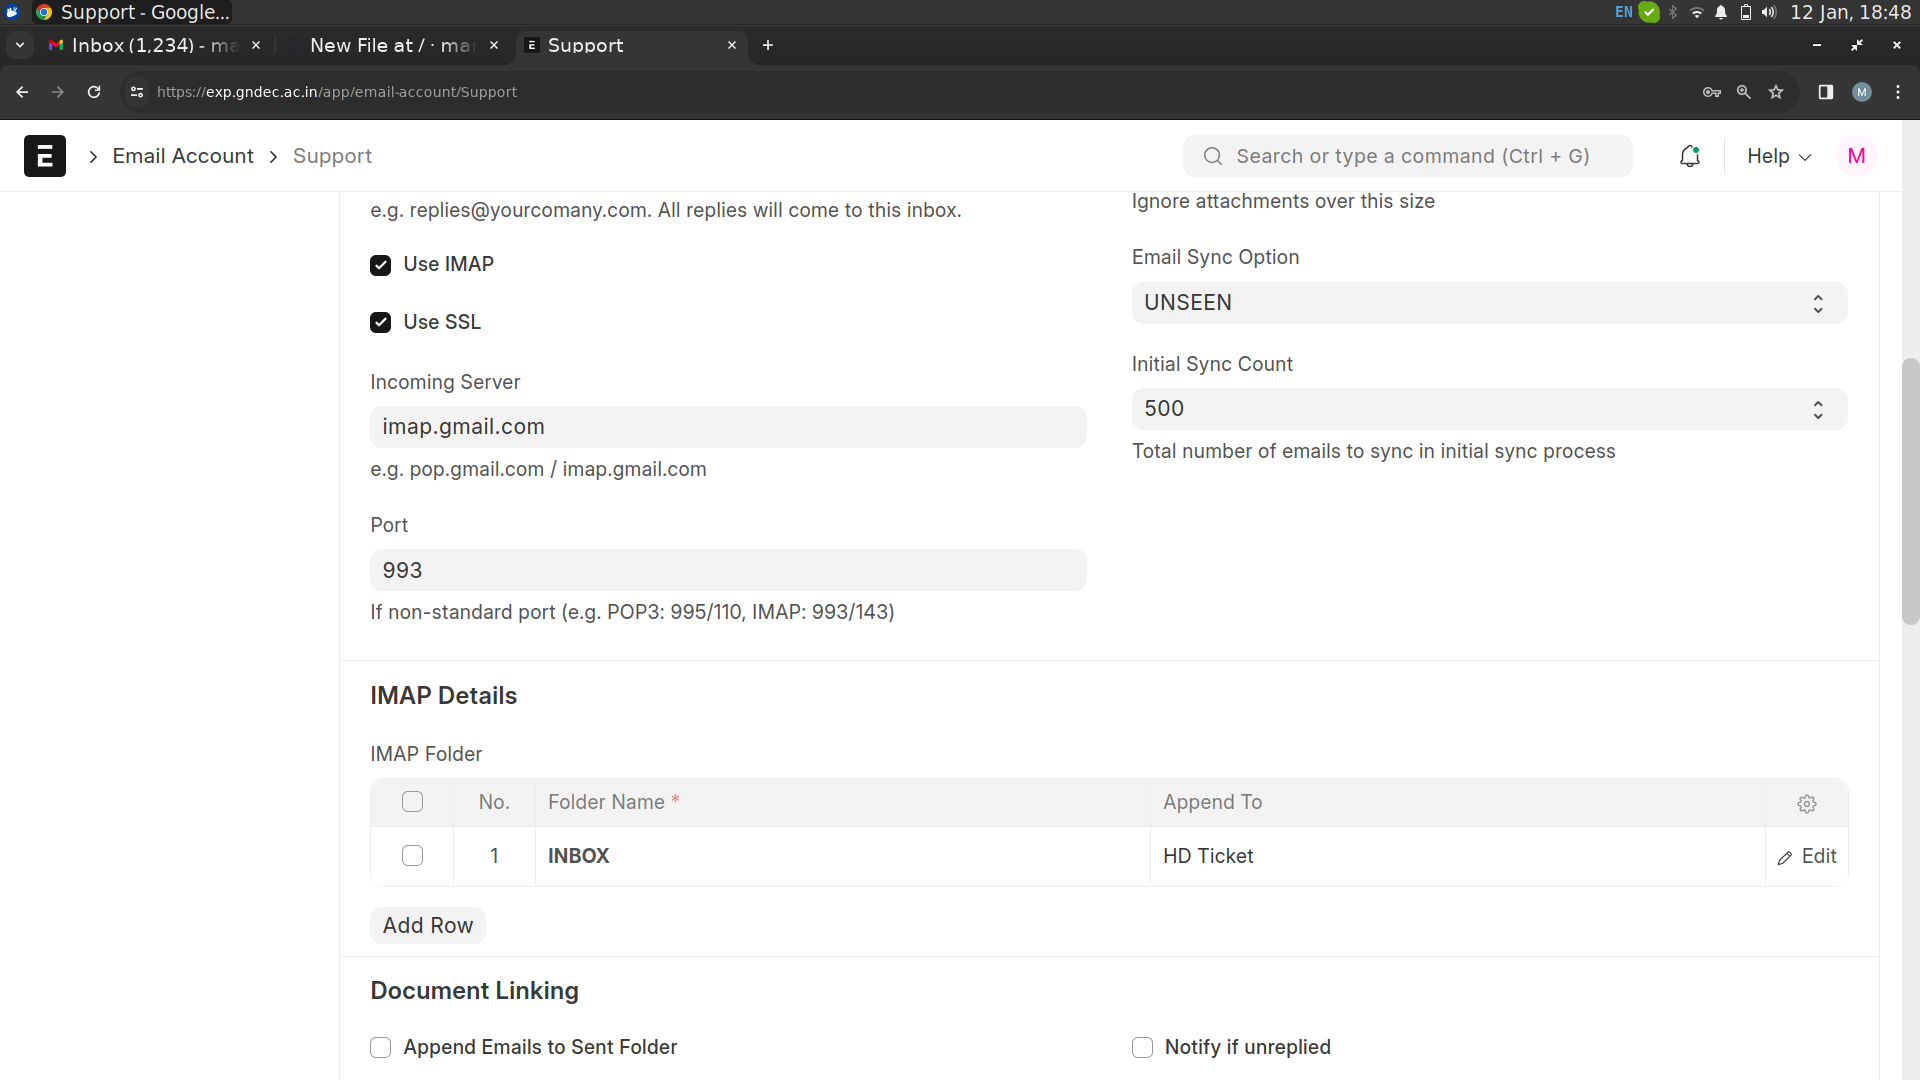 Support - Google...
EN
12 Jan, 18:48
Inbox (1,234) - ma
New File at / · mar
Support
https://exp.gndec.ac.in/app/email-account/Support
M
E
Email Account
Support
Search or type a command (Ctrl + G)
Help
M
e.g. replies@yourcomany.com. All replies will come to this inbox.
Ignore attachments over this size
Use IMAP
Email Sync Option
UNSEEN
Use SSL
Initial Sync Count
Incoming Server
500
imap.gmail.com
Total number of emails to sync in initial sync process
e.g. pop.gmail.com / imap.gmail.com
Port
993
If non-standard port (e.g. POP3: 995/110, IMAP: 993/143)
IMAP Details
IMAP Folder
No. Folder Name * Append To
1 INBOX HD Ticket Edit
Add Row
Document Linking
Append Emails to Sent Folder
Notify if unreplied